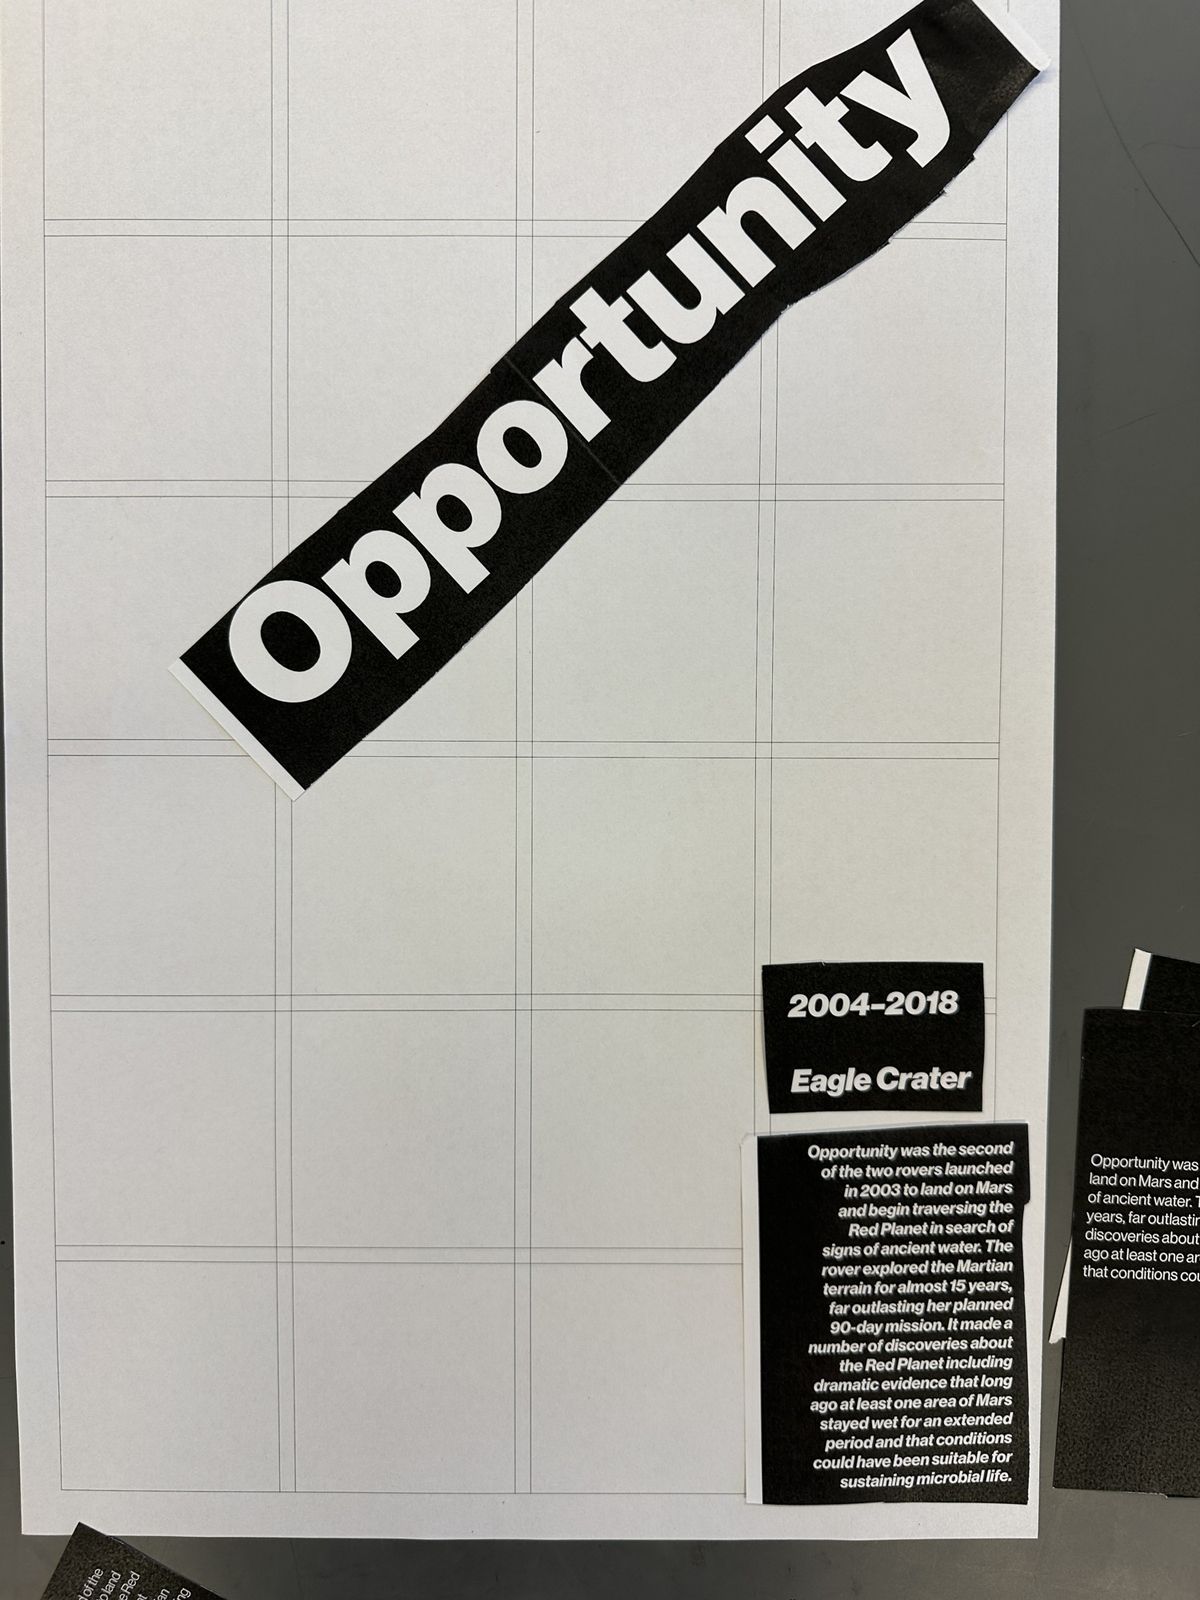 Opportunity
2004–2018
Eagle Crater
Opportunity was the second
of the two rovers launched
in 2003 to land on Mars
and begin traversing the
Red Planet in search of
signs of ancient water. The
rover explored the Martian
terrain for almost 15 years,
far outlasting her planned
90-day mission. It made a
number of discoveries about
the Red Planet including
dramatic evidence that long
ago at least one area of Mars
stayed wet for an extended
period and that conditions
could have been suitable for
sustaining microbial life.
Opportunity was
land on Mars and
of ancient water.
years, far
discoveries about
ago at least one
that conditions
of the
land
Red